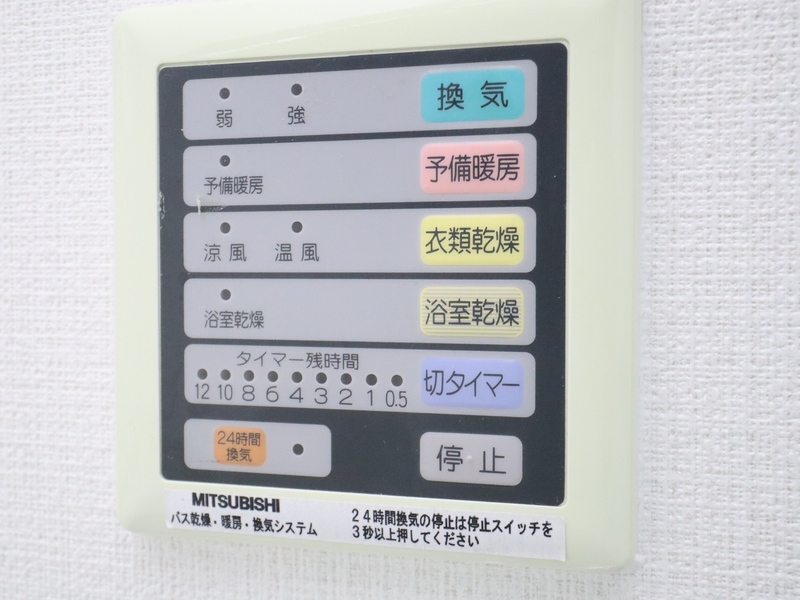 弱 強 換気
予備暖房 予備暖房
涼風 温風 衣類乾燥
浴室乾燥 浴室乾燥
タイマー残時間
12 10 8 6 4 3 2 1 0.5 切タイマー
24時間
換気
停止
MITSUBISHI
バス乾燥・暖房・換気システム
24時間換気の停止は停止スイッチを
3秒以上押してください